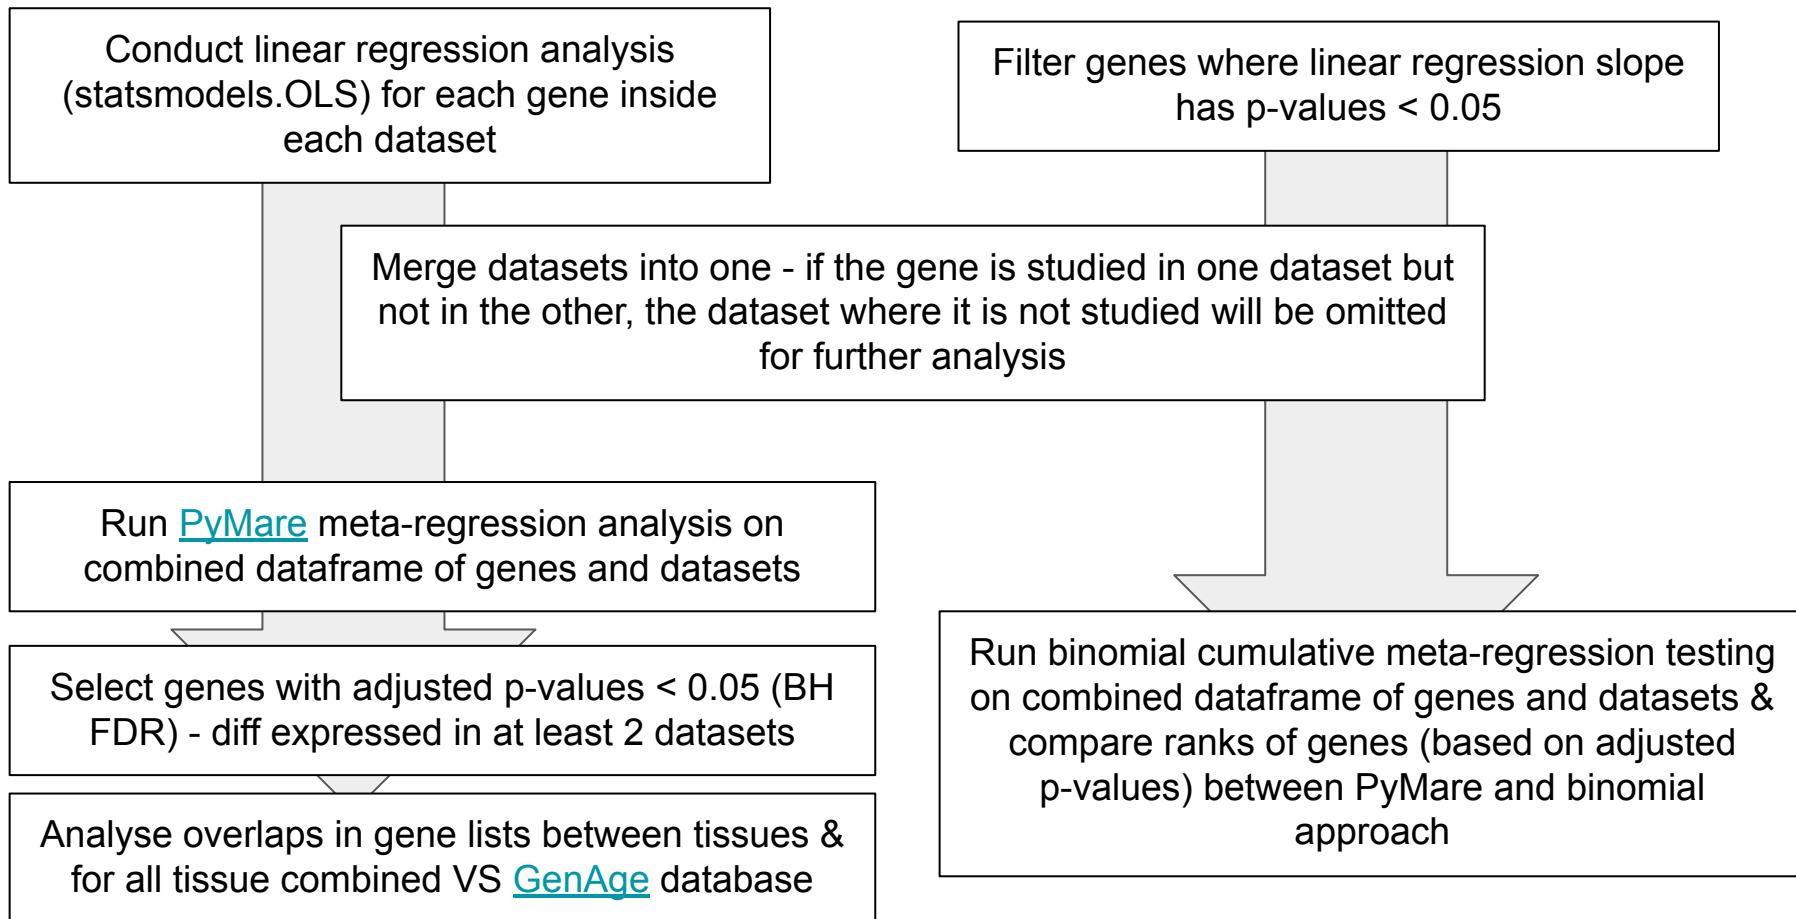 Conduct linear regression analysis
(statsmodels.OLS) for each gene inside
each dataset
Filter genes where linear regression slope
has p-values < 0.05
Merge datasets into one - if the gene is studied in one dataset but
not in the other, the dataset where it is not studied will be omitted
for further analysis
Run PyMare meta-regression analysis on
combined dataframe of genes and datasets
Select genes with adjusted p-values < 0.05 (BH
FDR) - diff expressed in at least 2 datasets
Analyse overlaps in gene lists between tissues &
for all tissue combined VS GenAge database
Run binomial cumulative meta-regression testing
on combined dataframe of genes and datasets &
compare ranks of genes (based on adjusted
p-values) between PyMare and binomial
approach